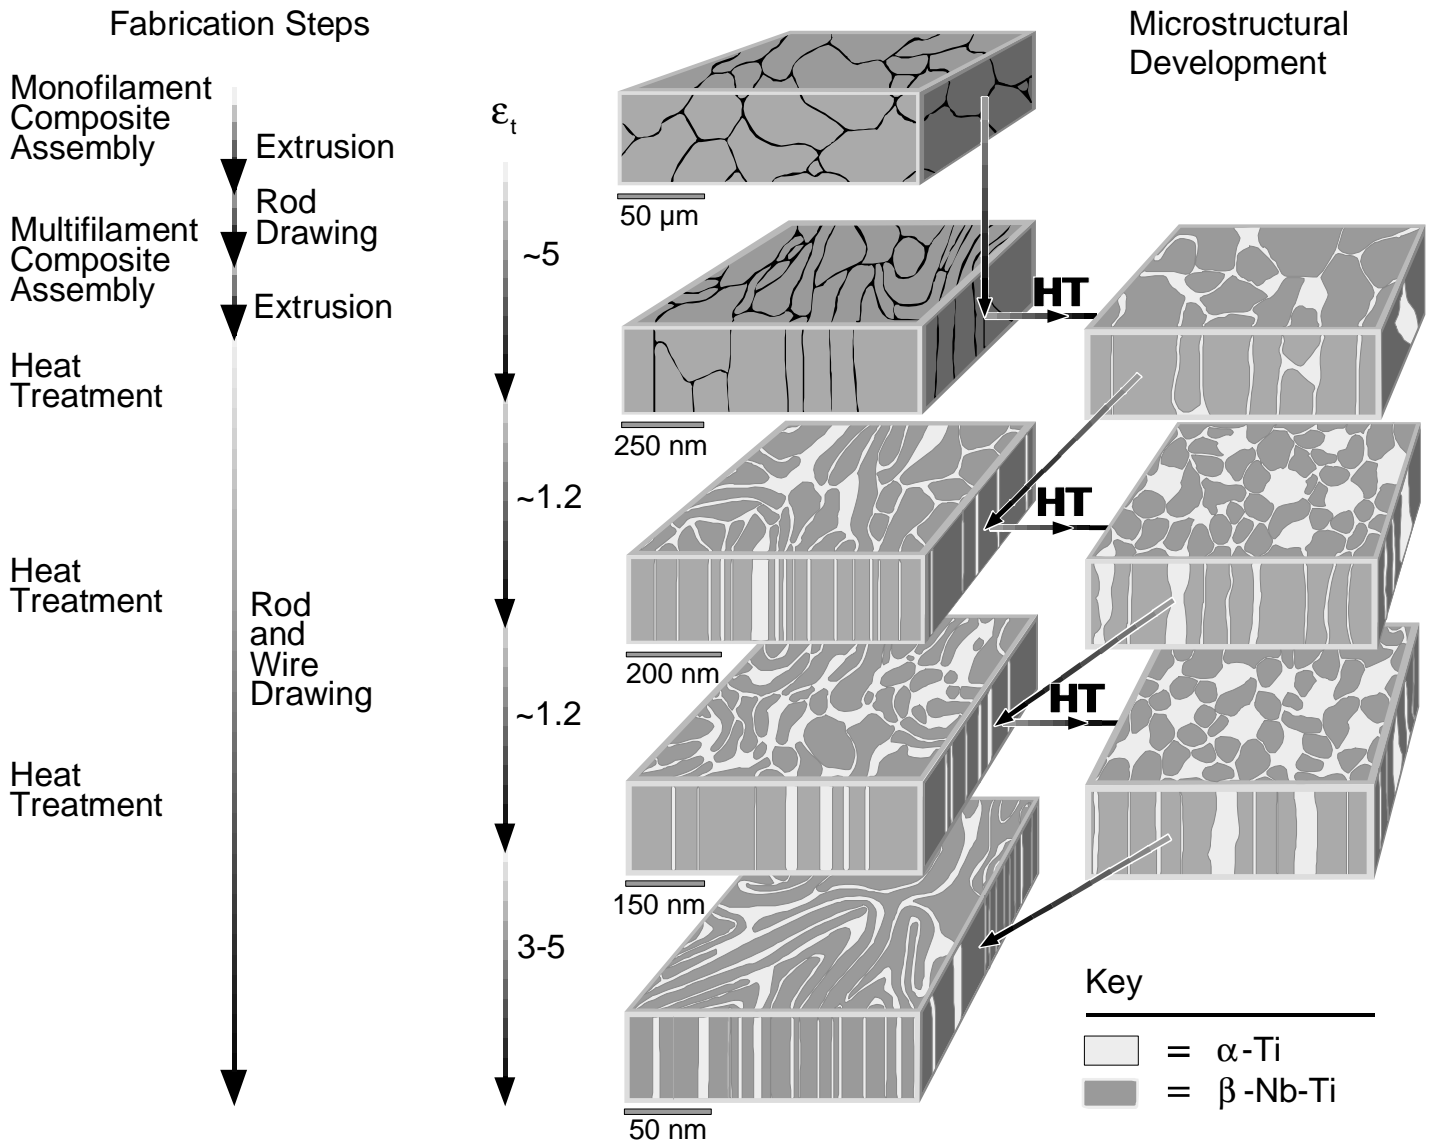 Fabrication Steps
Microstructural
Development
Monofilament
Composite
Assembly
Extrusion
Rod
Drawing
Multifilament
Composite
Assembly
Extrusion
Heat
Treatment
Heat
Treatment
Rod
and
Wire
Drawing
Heat
Treatment
εt
~5
~1.2
~1.2
3-5
50 µm
250 nm
HT
200 nm
HT
150 nm
HT
50 nm
Key
= α-Ti
= β-Nb-Ti